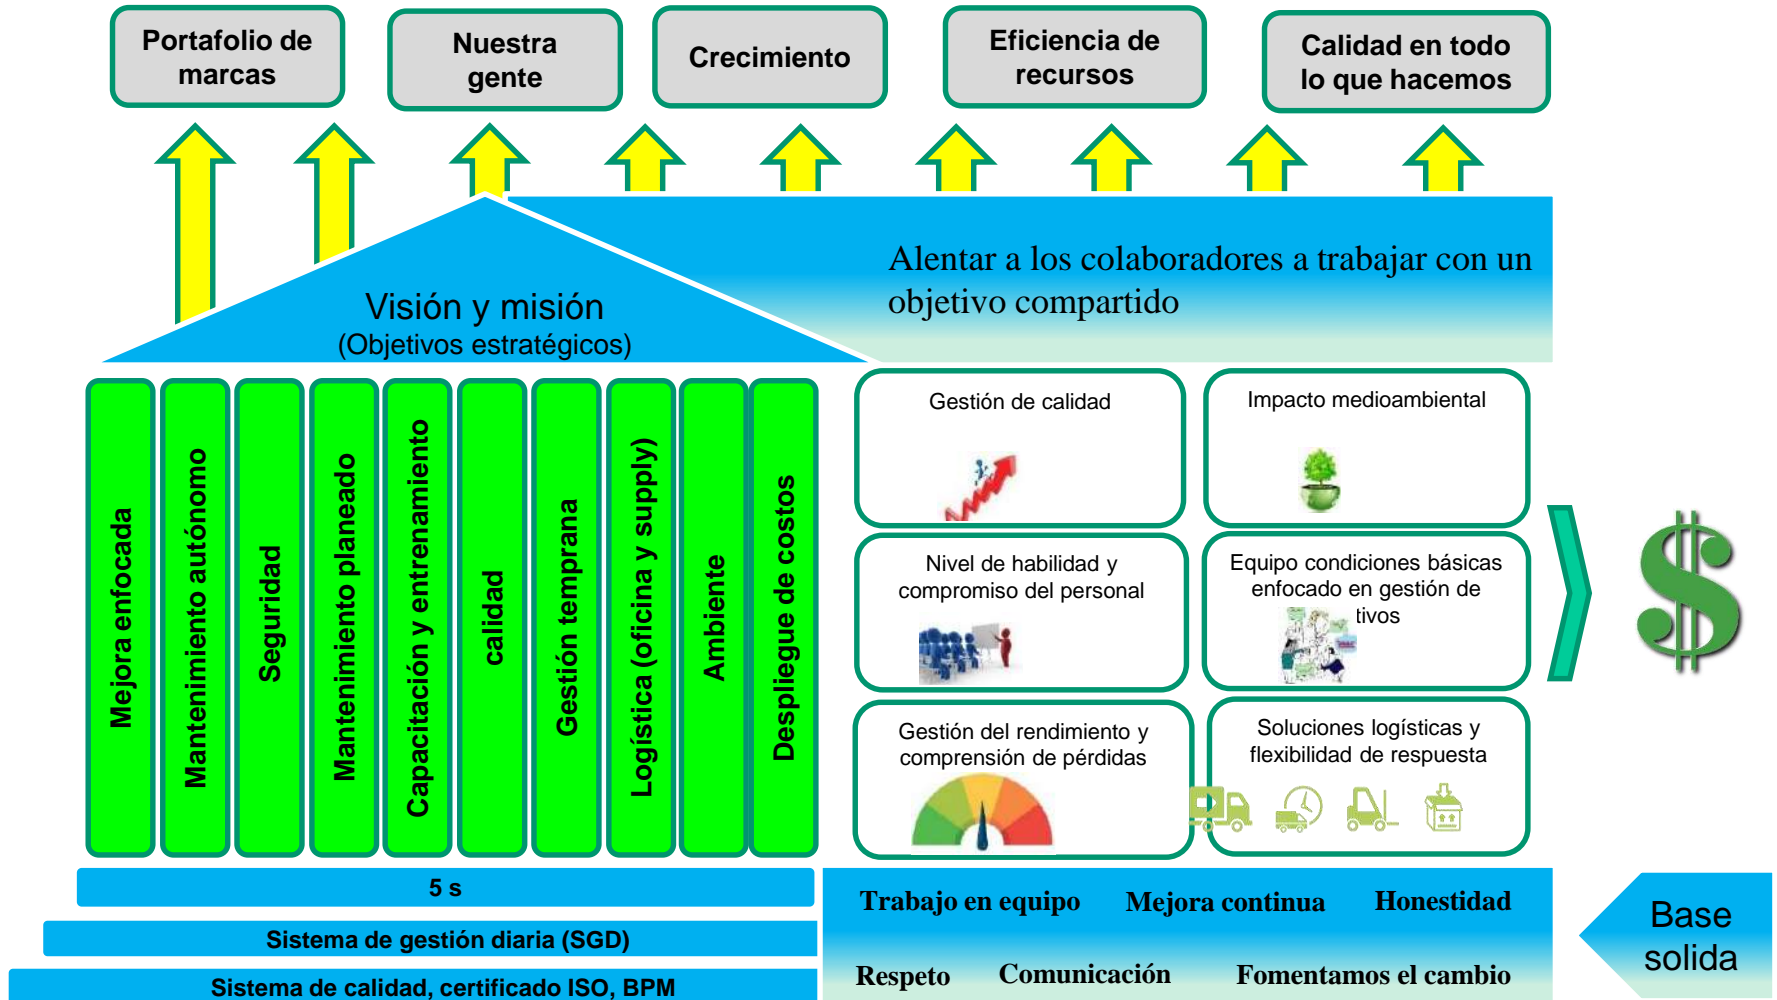 Portafolio de
marcas
Nuestra
gente
Crecimiento
Eficiencia de
recursos
Calidad en todo
lo que hacemos
Visión y misión
(Objetivos estratégicos)
Alentar a los colaboradores a trabajar con un
objetivo compartido
Mejora enfocada
Mantenimiento autónomo
Seguridad
Mantenimiento planeado
Capacitación y entrenamiento
calidad
Gestión temprana
Logística (oficina y supply)
Ambiente
Despliegue de costos
Gestión de calidad
Impacto medioambiental
Nivel de habilidad y
compromiso del personal
Equipo condiciones básicas
enfocado en gestión de
tivos
Gestión del rendimiento y
comprensión de pérdidas
Soluciones logísticas y
flexibilidad de respuesta
$
5 s
Sistema de gestión diaria (SGD)
Sistema de calidad, certificado ISO, BPM
Trabajo en equipo
Mejora continua
Honestidad
Respeto
Comunicación
Fomentamos el cambio
Base
solida